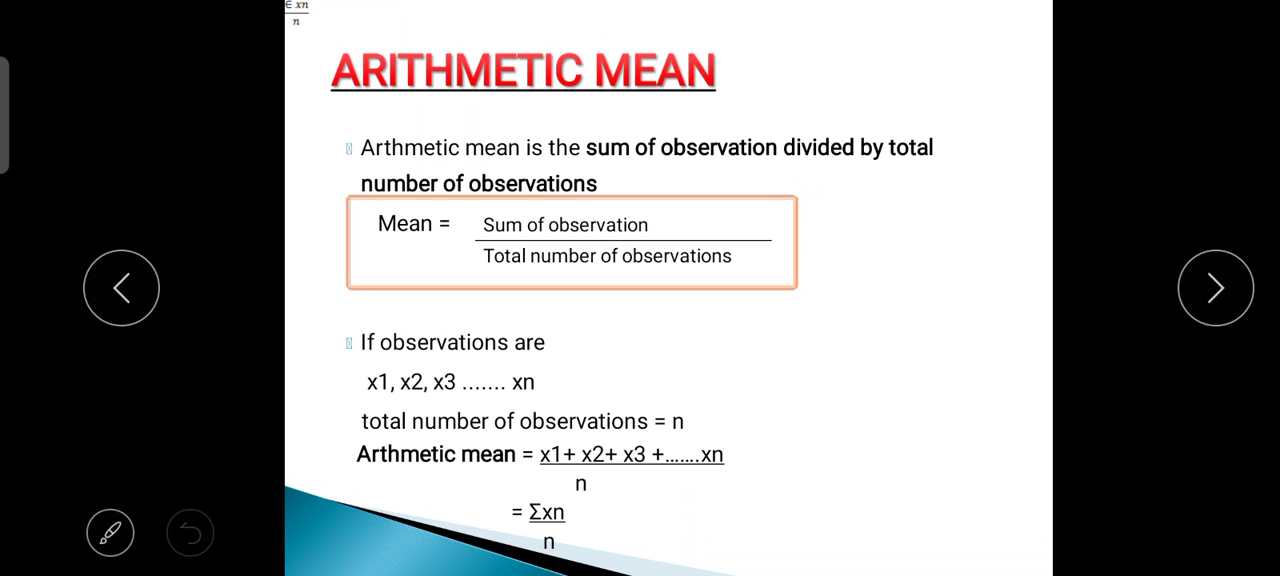 ∈ xn
n
ARITHMETIC MEAN
Arthmetic mean is the sum of observation divided by total
number of observations
Mean = Sum of observation
Total number of observations
If observations are
x1, x2, x3 ....... xn
total number of observations = n
Arthmetic mean = x1+ x2+ x3 +.......xn
n
= Σxn
n